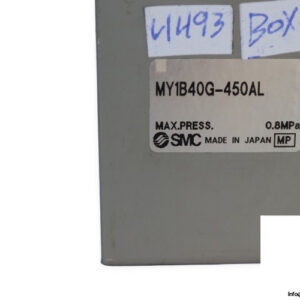 4493 BOX
MY1B40G-450AL
MAX.PRESS. 0.8MPa
SMC MADE IN JAPAN MP